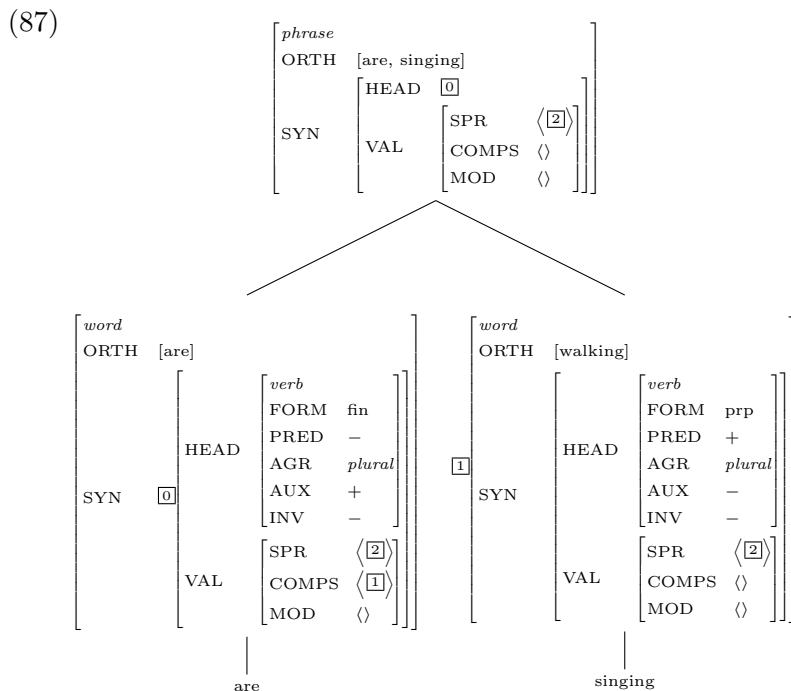 (87)
phrase
ORTH [are, singing]
HEAD 0
SYN
SPR ⟨2⟩
VAL COMPS ⟨⟩
MOD ⟨⟩
word
ORTH [are]
verb
FORM fin
PRED −
HEAD
AGR plural
AUX +
SYN 0
INV −
SPR ⟨2⟩
VAL COMPS ⟨1⟩
MOD ⟨⟩
are
1
word
ORTH [walking]
verb
FORM prp
PRED +
HEAD
AGR plural
AUX −
SYN
INV −
SPR ⟨2⟩
VAL COMPS ⟨⟩
MOD ⟨⟩
singing